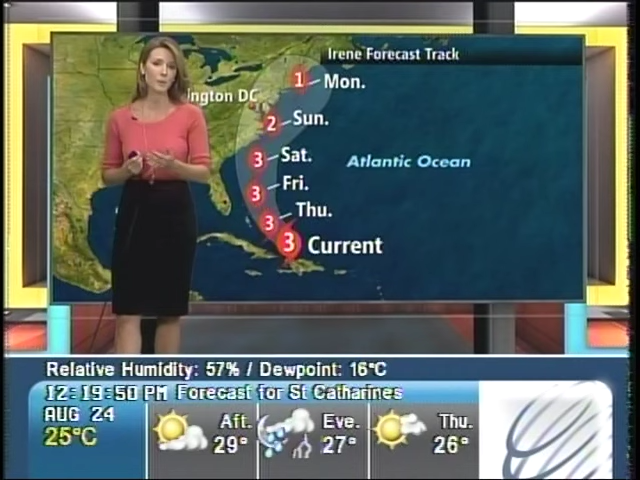 Irene Forecast Track
ington DC
1 Mon.
2 Sun.
3 Sat.
Atlantic Ocean
3 Fri.
3 Thu.
3 Current
Relative Humidity: 57% / Dewpoint: 16°C
12:19:50 PM Forecast for St Catharines
AUG 24
25°C
Aft.
29°
Eve.
27°
Thu.
26°